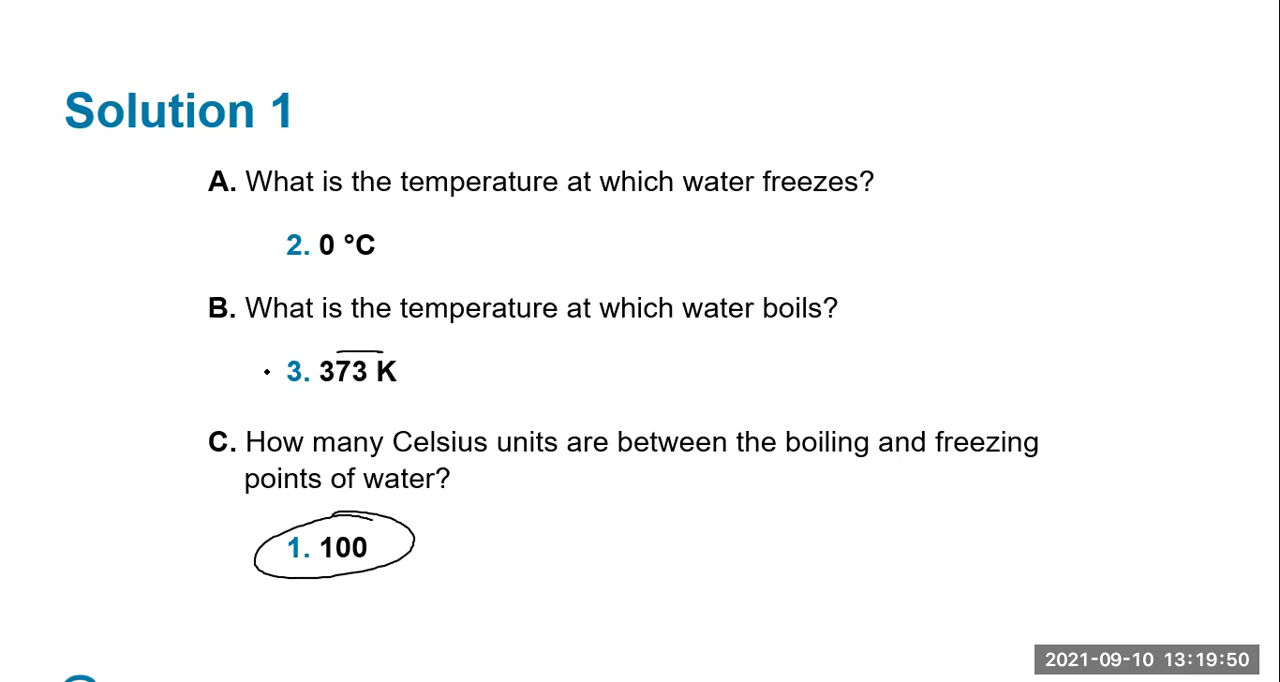 Solution 1
A. What is the temperature at which water freezes?
2. 0 °C
B. What is the temperature at which water boils?
3. 373 K
C. How many Celsius units are between the boiling and freezing
points of water?
1. 100
2021-09-10 13:19:50